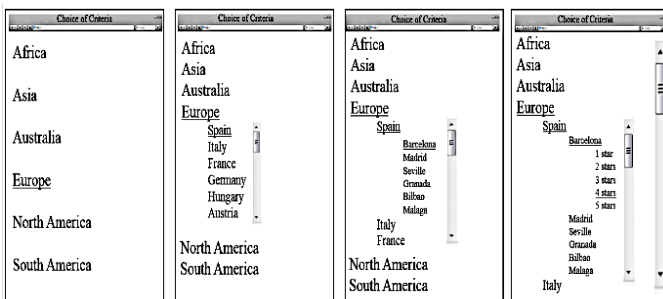 Choice of Criteria
Africa
Asia
Australia
Europe
North America
South America
Choice of Criteria
Africa
Asia
Australia
Europe
Spain
Italy
France
Germany
Hungary
Austria
North America
South America
Choice of Criteria
Africa
Asia
Australia
Europe
Spain
Barcelona
Madrid
Seville
Granada
Bilbao
Malaga
Italy
France
North America
South America
Choice of Criteria
Africa
Asia
Australia
Europe
Spain
Barcelona
1 star
2 stars
3 stars
4 stars
5 stars
Madrid
Seville
Granada
Bilbao
Malaga
Italy